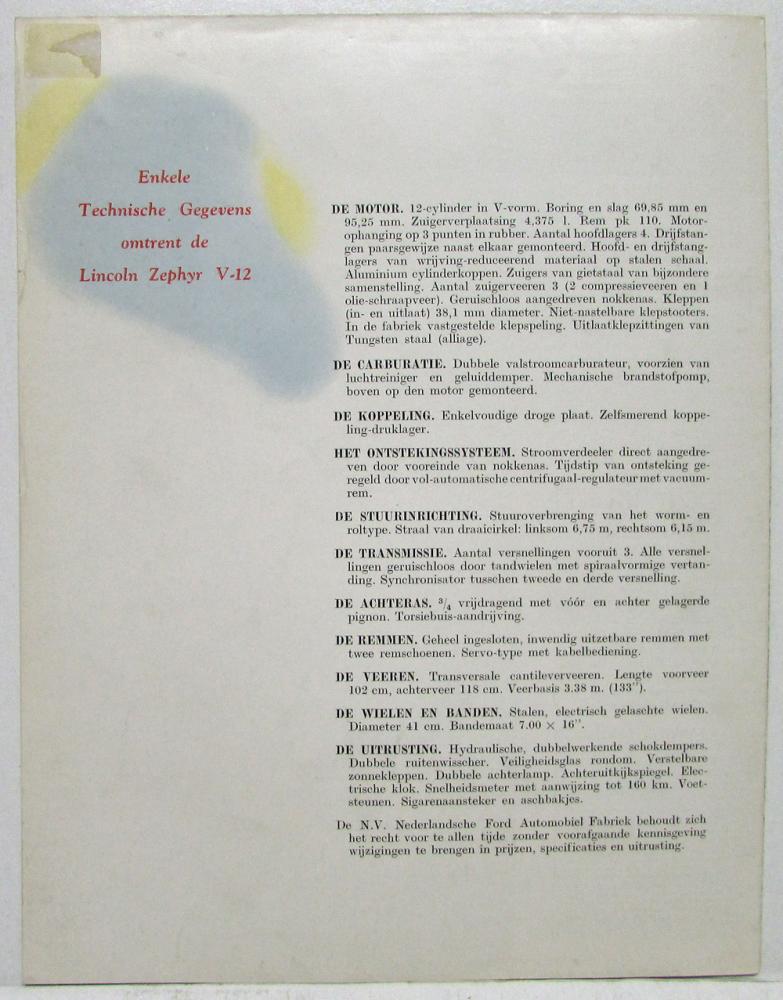 Enkele
Technische Gegevens
omtrent de
Lincoln Zephyr V-12
DE MOTOR. 12-cylinder in V-vorm. Boring en slag 69,85 mm en
95,25 mm. Zuigerverplaatsing 4,375 l. Rem pk 110. Motor-
ophanging op 3 punten in rubber. Aantal hoofdlagers 4. Drijfstan-
gen paarsgewijze naast elkaar gemonteerd. Hoofd- en drijfstang-
lagers van wrijving-reduceerend materiaal op stalen schaal.
Aluminium cylinderkoppen. Zuigers van gietstaal van bijzondere
samenstelling. Aantal zuigerveeren 3 (2 compressieveeren en 1
olie-schraapveer). Geruischloos aangedreven nokkenas. Kleppen
(in- en uitlaat) 38,1 mm diameter. Niet-nastelbare klepstooters.
In de fabriek vastgestelde klepspeling. Uitlaatklepzittingen van
Tungsten staal (alliage).
DE CARBURATIE. Dubbele valstroomcarburateur, voorzien van
luchtreiniger en geluiddemper. Mechanische brandstofpomp,
boven op den motor gemonteerd.
DE KOPPELING. Enkelvoudige droge plaat. Zelfsmerend koppe-
ling-druklager.
HET ONTSTEKINGSSYSTEEM. Stroomverdeeler direct aangedre-
ven door vooreinde van nokkenas. Tijdstip van ontsteking ge-
regeld door vol-automatische centrifugaal-regulateur met vacuum-
rem.
DE STUURINRICHTING. Stuuroverbrenging van het worm- en
roltype. Straal van draaicirkel: linksom 6,75 m, rechtsom 6,15 m.
DE TRANSMISSIE. Aantal versnellingen vooruit 3. Alle versnel-
lingen geruischloos door tandwielen met spiraalvormige vertan-
ding. Synchronisator tusschen tweede en derde versnelling.
DE ACHTERAS. 3/4 vrijdragend met vóór en achter gelagerde
pignon. Torsiebuis-aandrijving.
DE REMMEN. Geheel ingesloten, inwendig uitzetbare remmen met
twee remschoenen. Servo-type met kabelbediening.
DE VEEREN. Transversale cantileverveeren. Lengte voorveer
102 cm, achterveer 118 cm. Veerbasis 3.38 m. (133").
DE WIELEN EN BANDEN. Stalen, electrisch gelaschte wielen.
Diameter 41 cm. Bandemaat 7.00 × 16".
DE UITRUSTING. Hydraulische, dubbelwerkende schokdempers.
Dubbele ruitenwisscher. Veiligheidsglas rondom. Verstelbare
zonnekleppen. Dubbele achterlamp. Achteruitkijkspiegel. Elec-
trische klok. Snelheidsmeter met aanwijzing tot 160 km. Voet-
steunen. Sigarenaansteker en aschbakjes.
De N.V. Nederlandsche Ford Automobiel Fabriek behoudt zich
het recht voor te allen tijde zonder voorafgaande kennisgeving
wijzigingen te brengen in prijzen, specificaties en uitrusting.